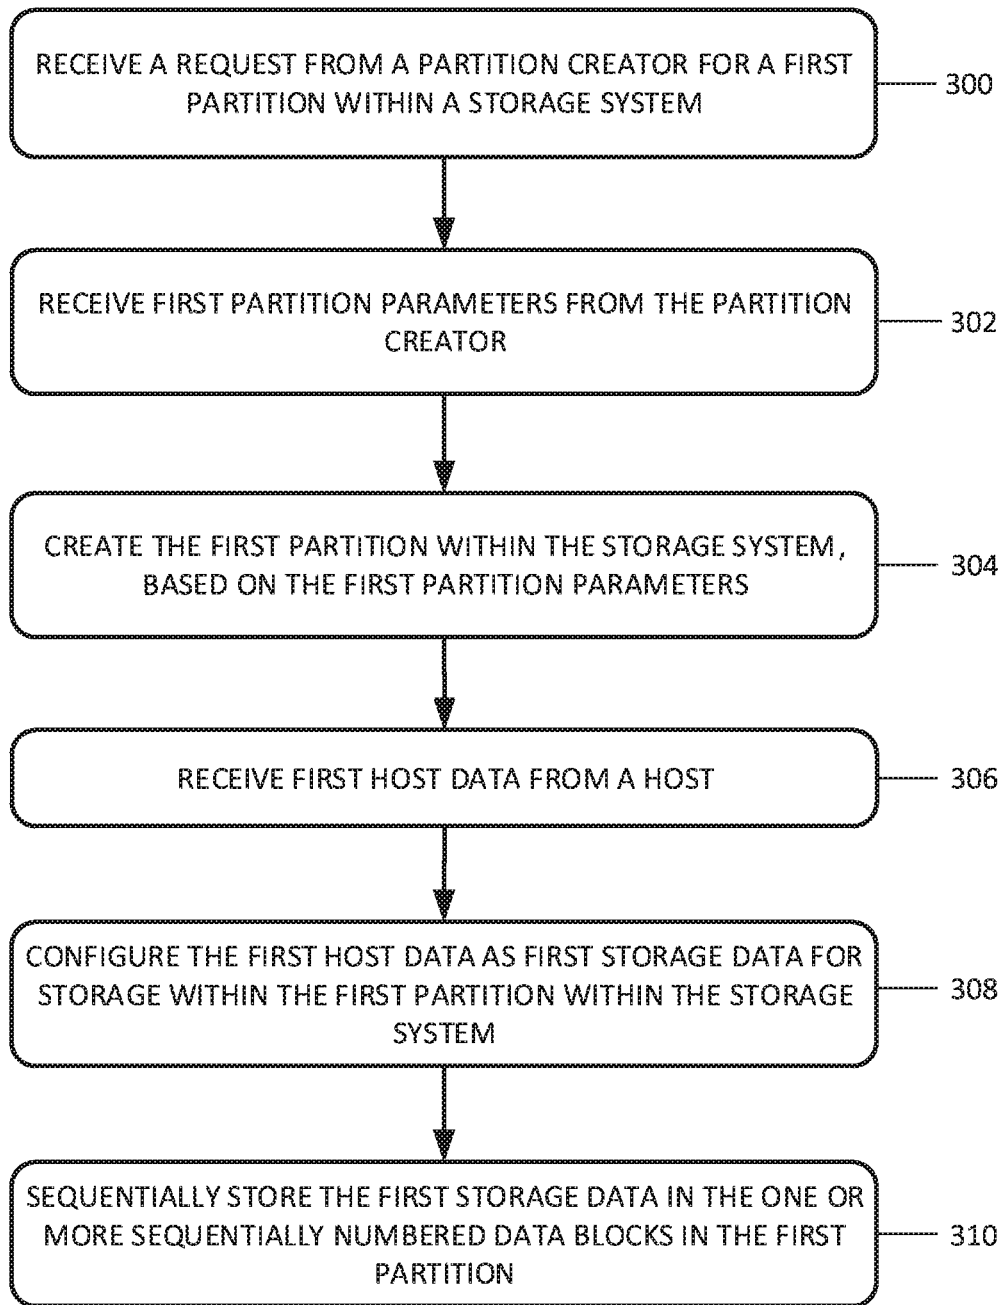 RECEIVE A REQUEST FROM A PARTITION CREATOR FOR A FIRST
PARTITION WITHIN A STORAGE SYSTEM
300
RECEIVE FIRST PARTITION PARAMETERS FROM THE PARTITION
CREATOR
302
CREATE THE FIRST PARTITION WITHIN THE STORAGE SYSTEM,
BASED ON THE FIRST PARTITION PARAMETERS
304
RECEIVE FIRST HOST DATA FROM A HOST
306
CONFIGURE THE FIRST HOST DATA AS FIRST STORAGE DATA FOR
STORAGE WITHIN THE FIRST PARTITION WITHIN THE STORAGE
SYSTEM
308
SEQUENTIALLY STORE THE FIRST STORAGE DATA IN THE ONE OR
MORE SEQUENTIALLY NUMBERED DATA BLOCKS IN THE FIRST
PARTITION
310